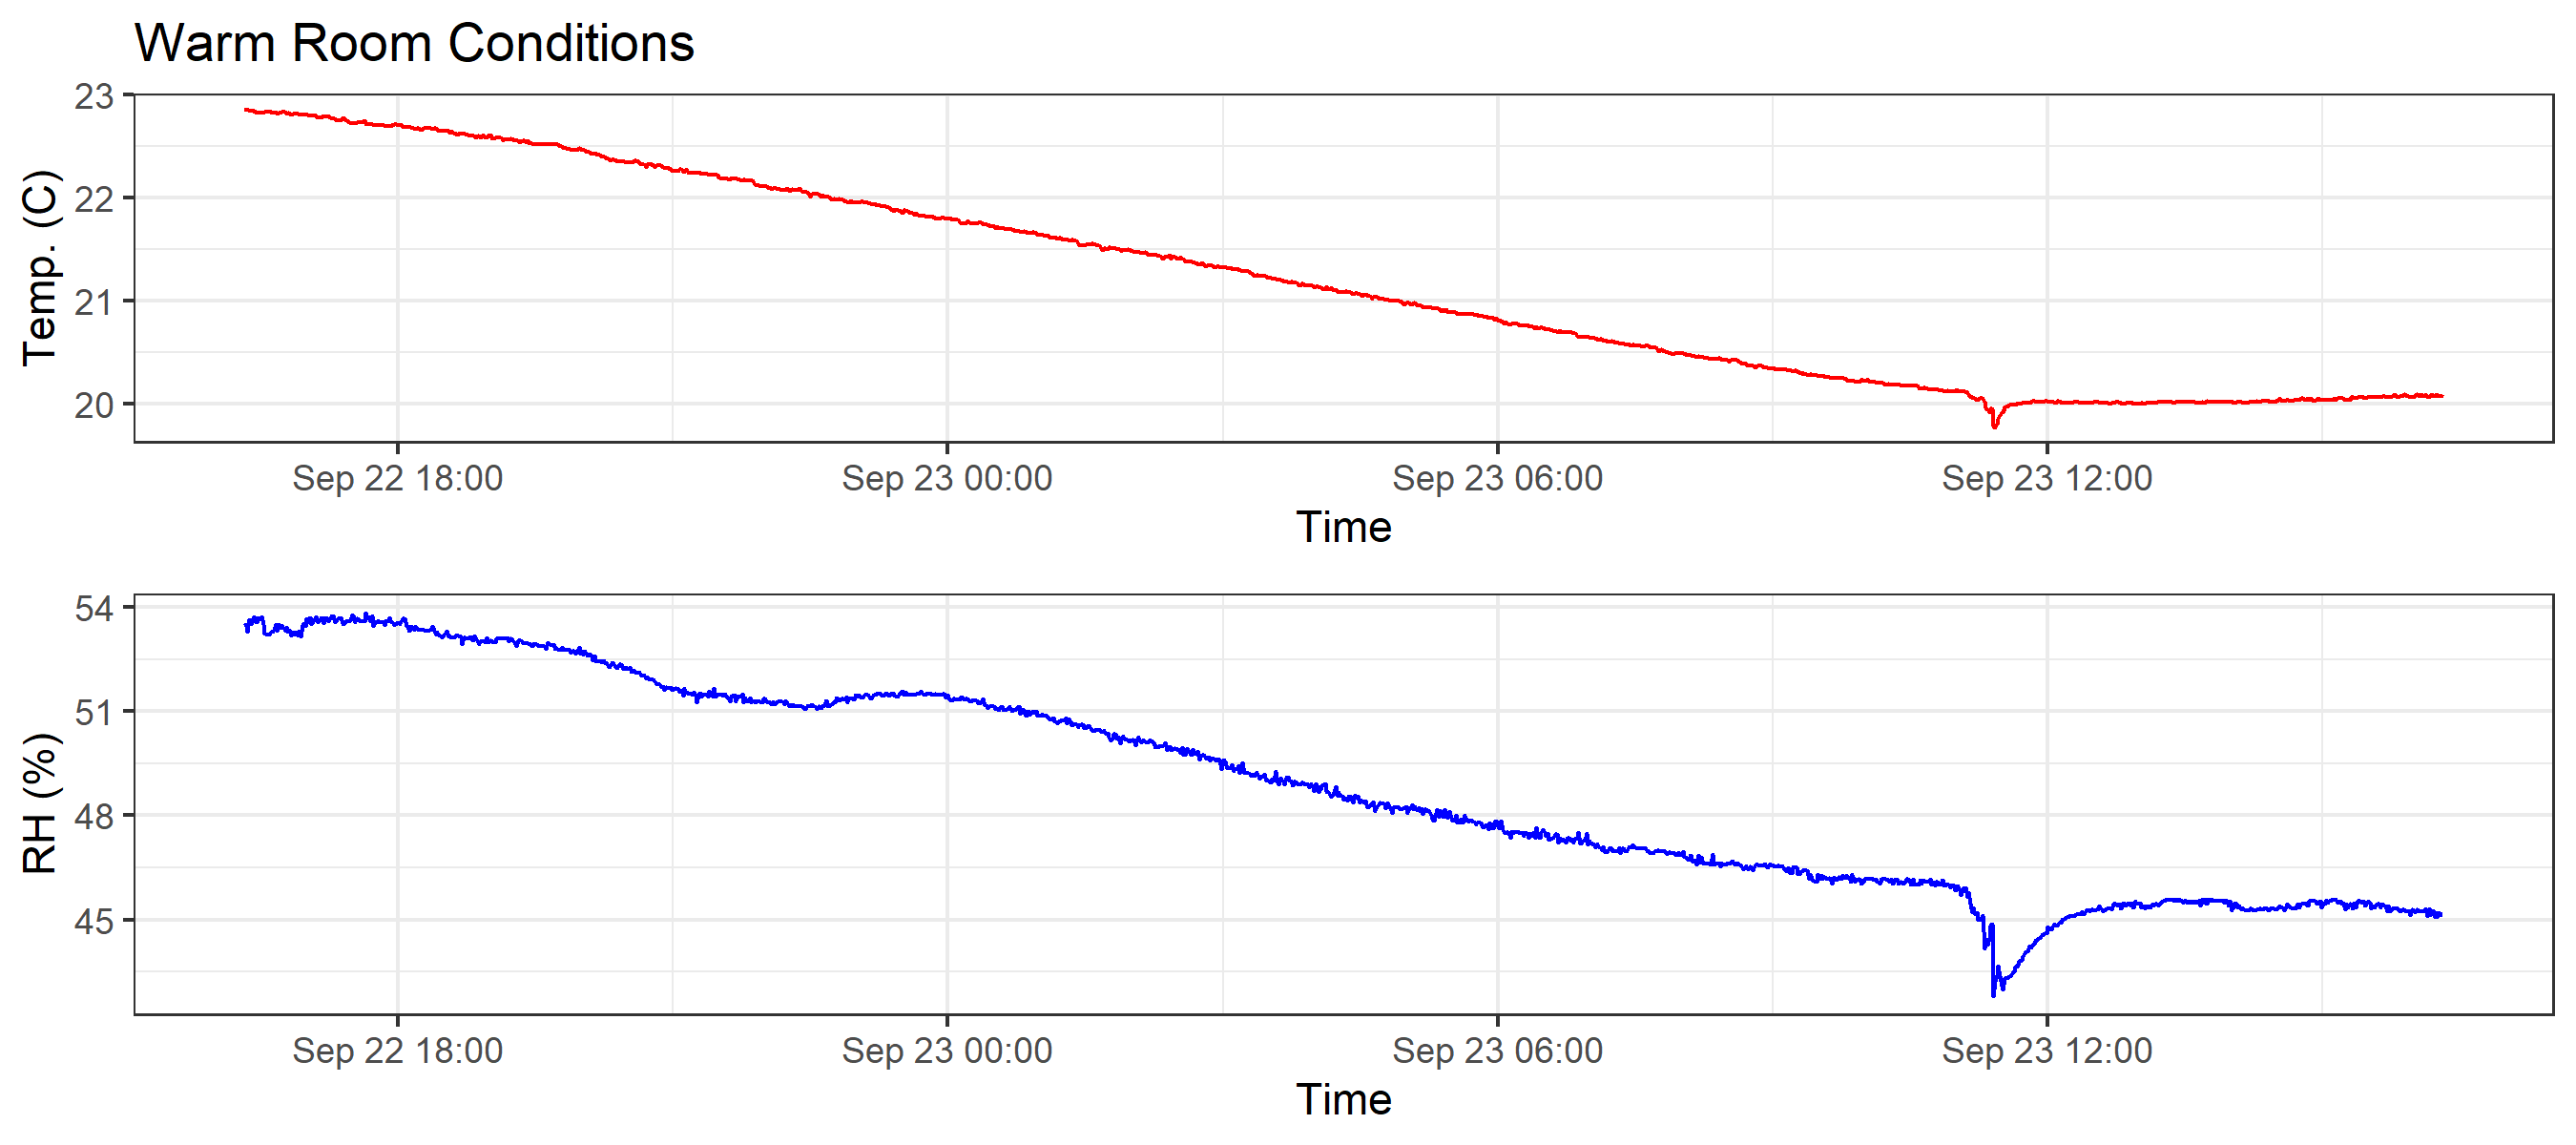 Warm Room Conditions
23
22
21
20
Temp. (C)
Sep 22 18:00 Sep 23 00:00 Sep 23 06:00 Sep 23 12:00
Time
54
51
48
45
RH (%)
Sep 22 18:00 Sep 23 00:00 Sep 23 06:00 Sep 23 12:00
Time